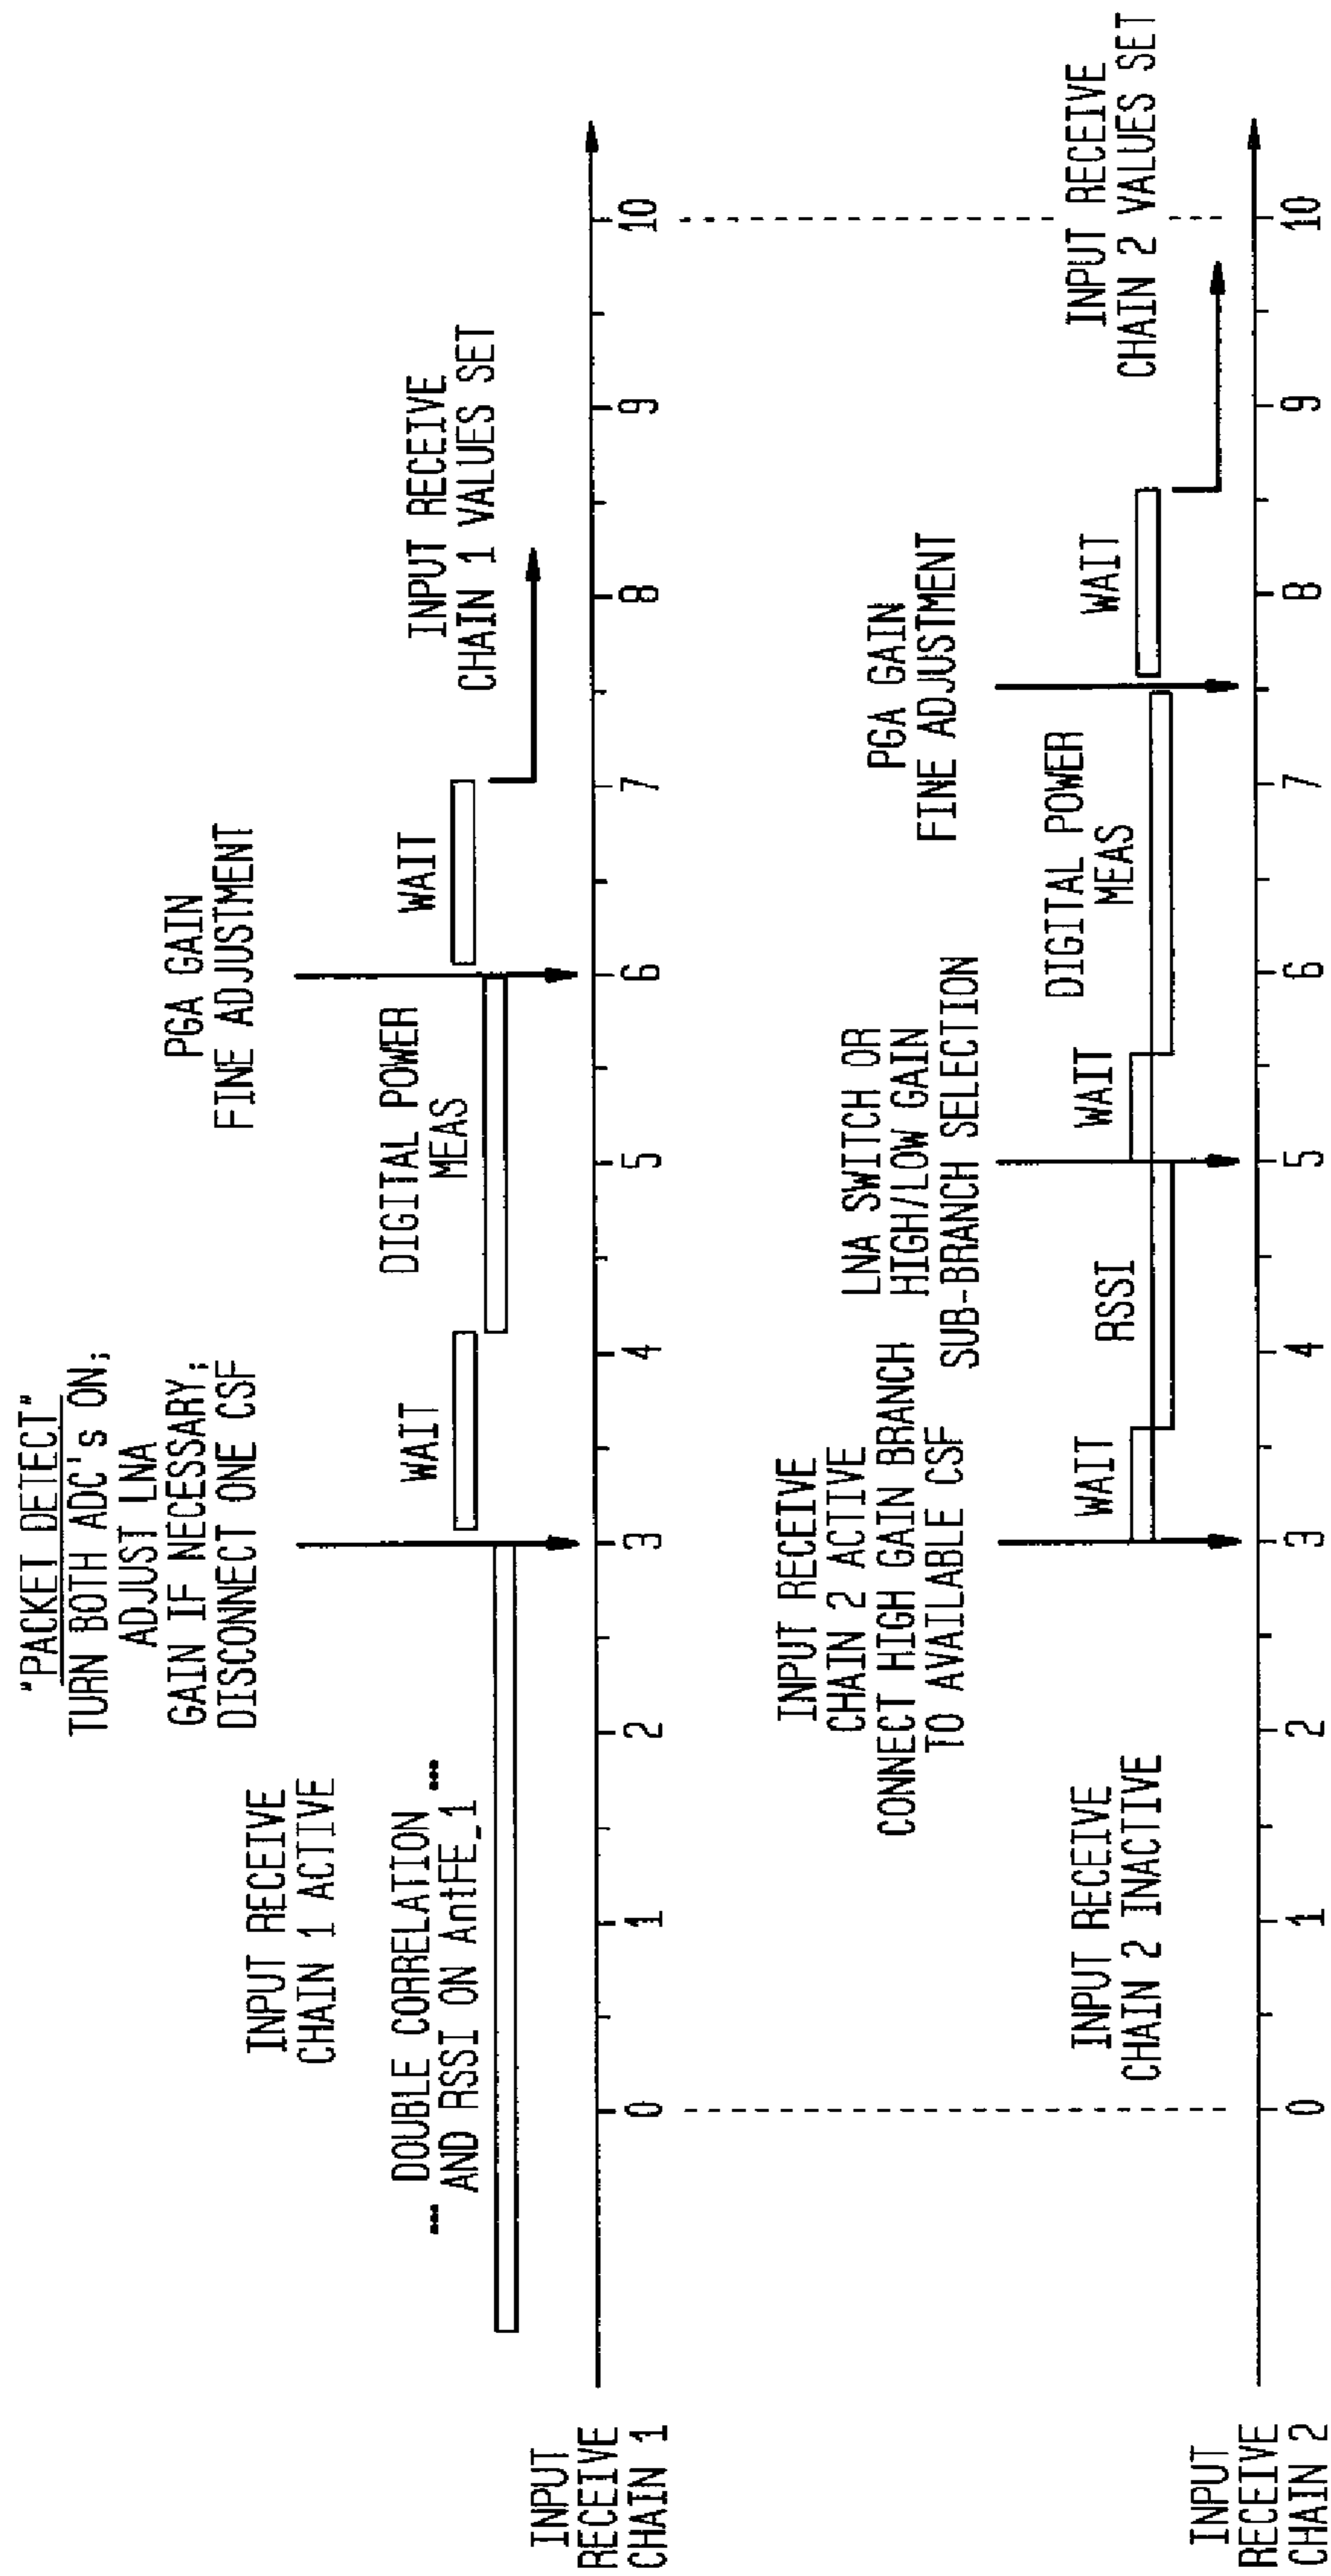 "PACKET DETECT"
TURN BOTH ADC's ON;
ADJUST LNA
GAIN IF NECESSARY;
DISCONNECT ONE CSF
INPUT RECEIVE
CHAIN 1 ACTIVE
PGA GAIN
FINE ADJUSTMENT
--- DOUBLE CORRELATION ---
AND RSSI ON AntFE_1
WAIT
DIGITAL POWER
MEAS
WAIT
INPUT RECEIVE
CHAIN 1 VALUES SET
INPUT
RECEIVE
CHAIN 1
0 1 2 3 4 5 6 7 8 9 10
INPUT RECEIVE
CHAIN 2 ACTIVE
CONNECT HIGH GAIN BRANCH
TO AVAILABLE CSF
LNA SWITCH OR
HIGH/LOW GAIN
SUB-BRANCH SELECTION
PGA GAIN
FINE ADJUSTMENT
INPUT RECEIVE
CHAIN 2 INACTIVE
WAIT
RSSI
WAIT
DIGITAL POWER
MEAS
WAIT
INPUT RECEIVE
CHAIN 2 VALUES SET
INPUT
RECEIVE
CHAIN 2
0 1 2 3 4 5 6 7 8 9 10